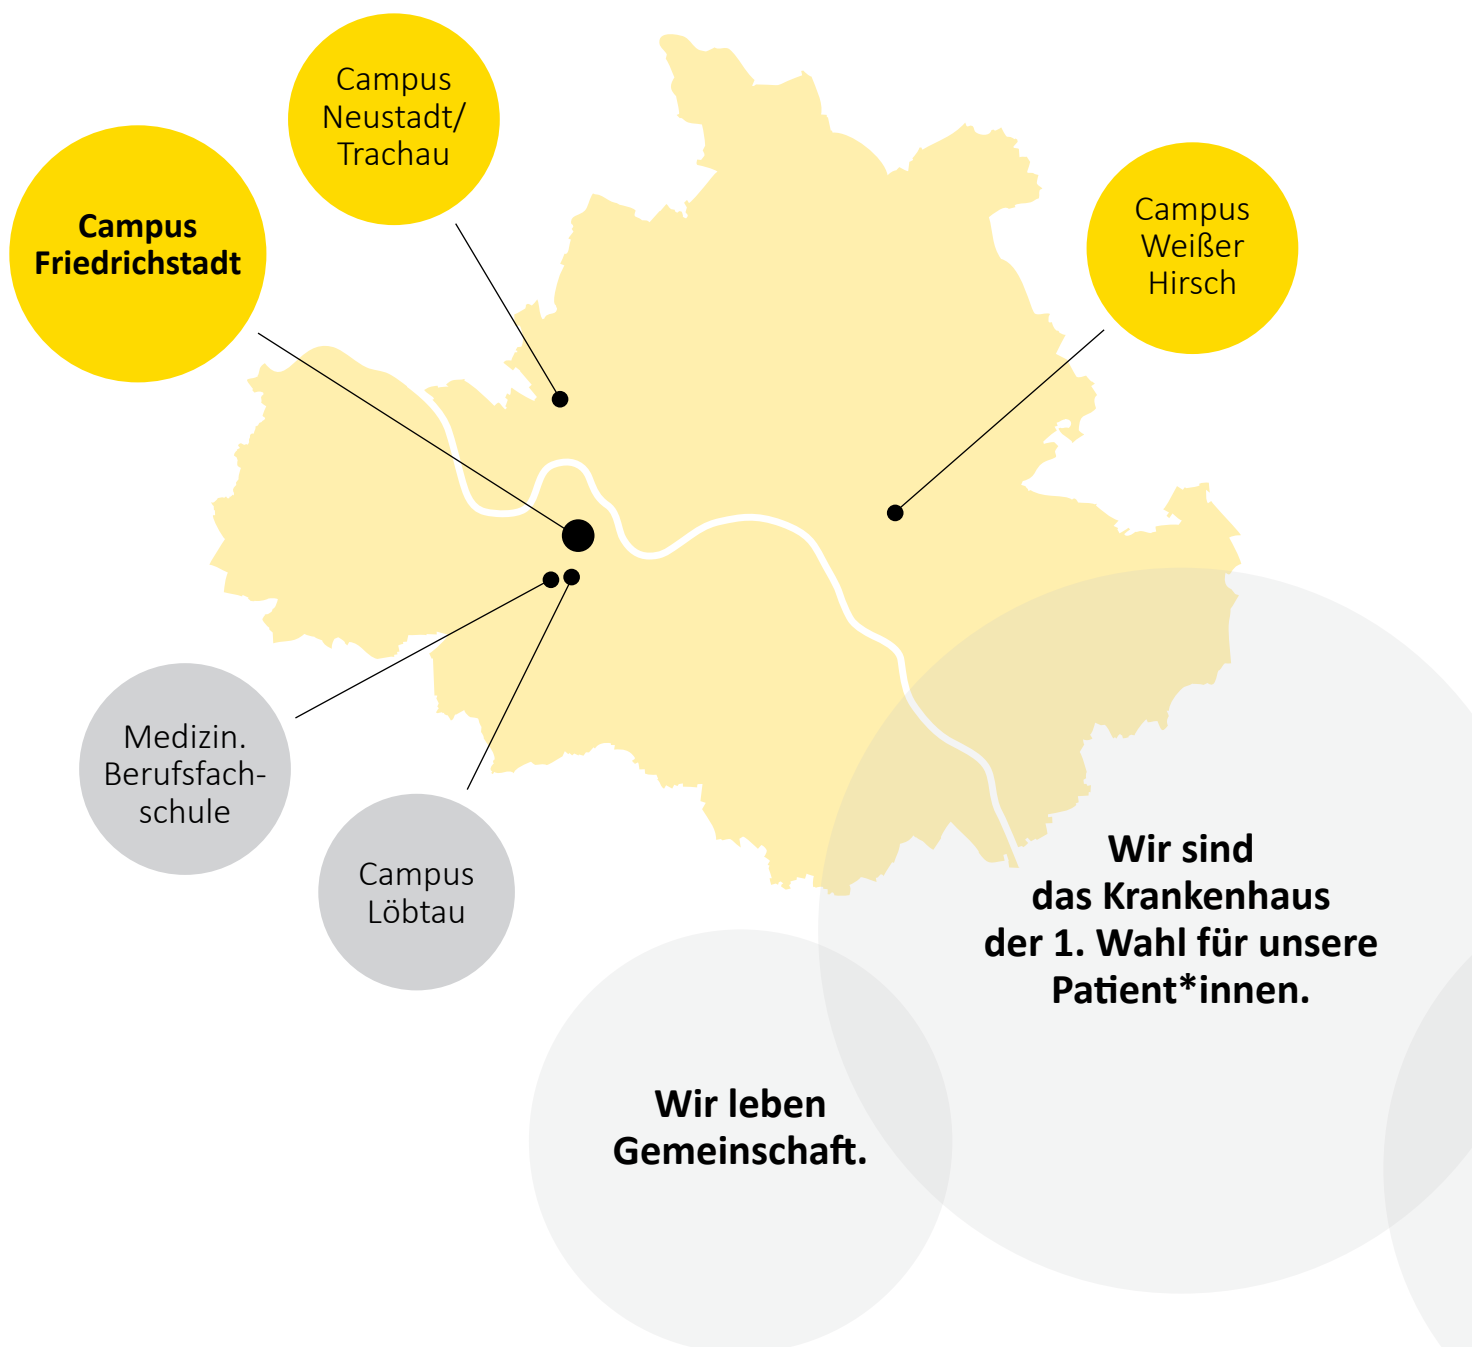 Campus
Neustadt/
Trachau
Campus
Friedrichstadt
Campus
Weißer
Hirsch
Medizin.
Berufsfach-
schule
Campus
Löbtau
Wir sind
das Krankenhaus
der 1. Wahl für unsere
Patient*innen.
Wir leben
Gemeinschaft.